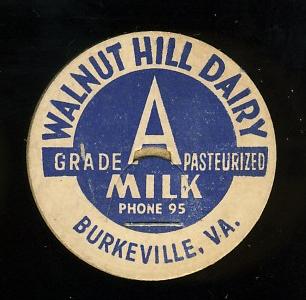 WALNUT HILL DAIRY
A
GRADE PASTEURIZED
MILK
PHONE 95
BURKEVILLE, VA.